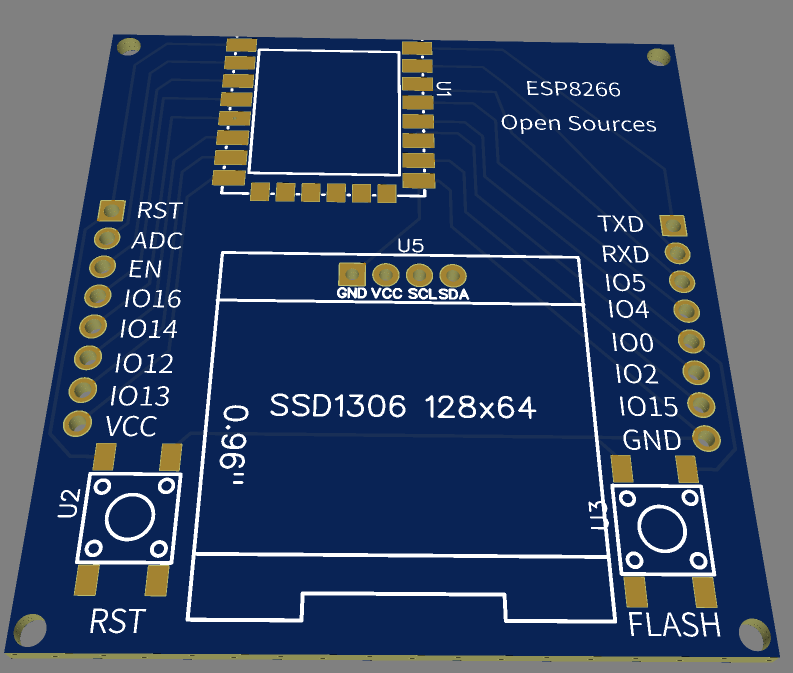 U1
ESP8266
Open Sources
RST
ADC
EN
IO16
IO14
IO12
IO13
VCC
TXD
RXD
IO5
IO4
IO0
IO2
IO15
GND
U5
GND VCC SCL SDA
SSD1306 128x64
0.96"
U2
RST
U3
FLASH